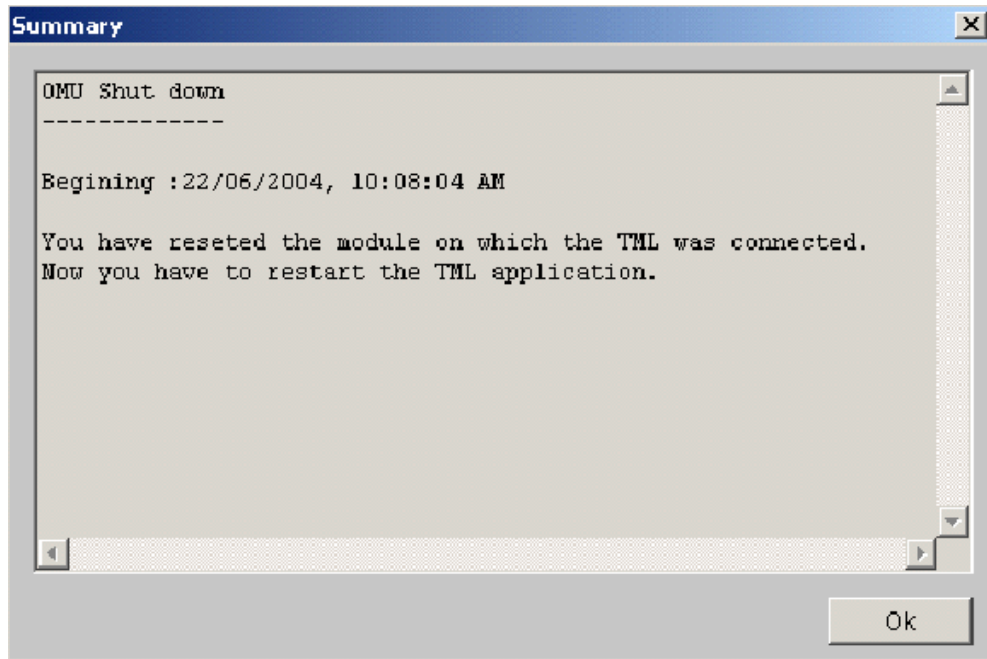 Summary
OMU Shut down
-------------
Begining :22/06/2004, 10:08:04 AM
You have reseted the module on which the TML was connected.
Now you have to restart the TML application.
Ok